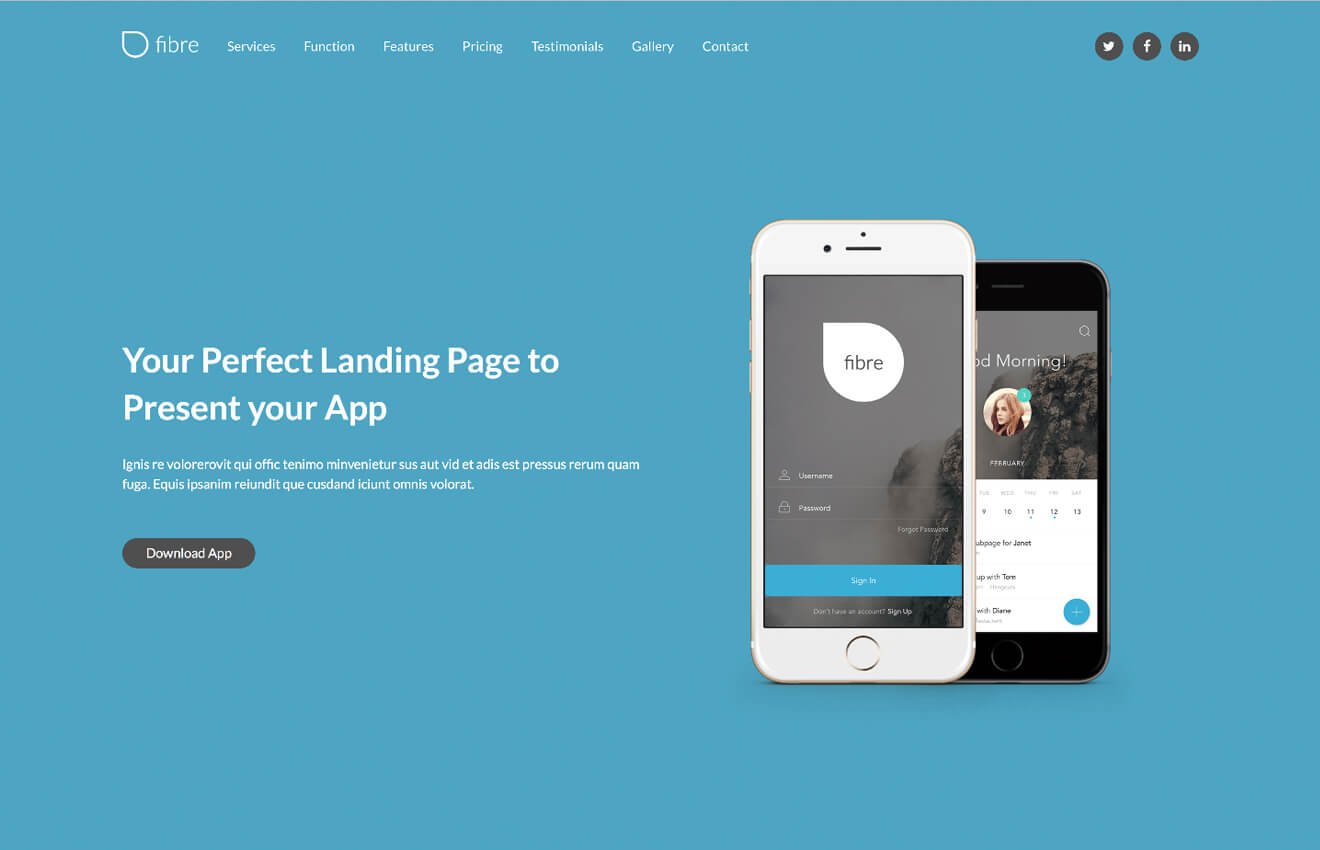 fibre
Services Function Features Pricing Testimonials Gallery Contact
Your Perfect Landing Page to
Present your App
Ignis re volorerovit qui offic tenimo minvenietur sus aut vid et adis est pressus rerum quam
fuga. Equis ipsanim reiundit que cusdand iciunt omnis volorat.
Download App
fibre
Username
Password
Forgot Password
Sign In
Don't have an account? Sign Up
od Morning!
FEBRUARY
TUE WED THU FRI SAT
9 10 11 12 13
ubpage for Janet
up with Tom
Hangouts
with Diane
Restaurant